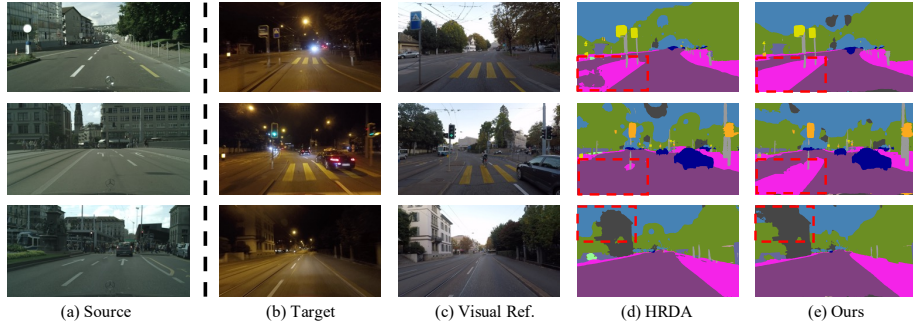 (a) Source
(b) Target
(c) Visual Ref.
(d) HRDA
(e) Ours